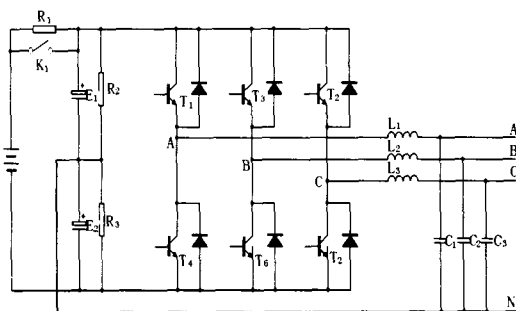 R₁
K₁
E₁
R₂
T₁
T₃
T₂
L₁
A
A
L₂
B
B
L₃
C
C
E₂
R₃
T₄
T₆
T₂
C₁
C₂
C₃
N